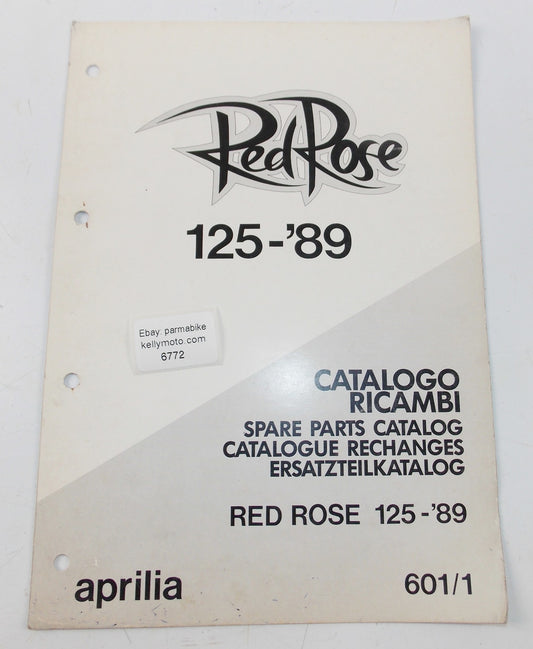 Red Rose
125-'89
Ebay: parmabike
kellymoto.com
6772
CATALOGO
RICAMBI
SPARE PARTS CATALOG
CATALOGUE RECHANGES
ERSATZTEILKATALOG
RED ROSE 125-'89
aprilia
601/1